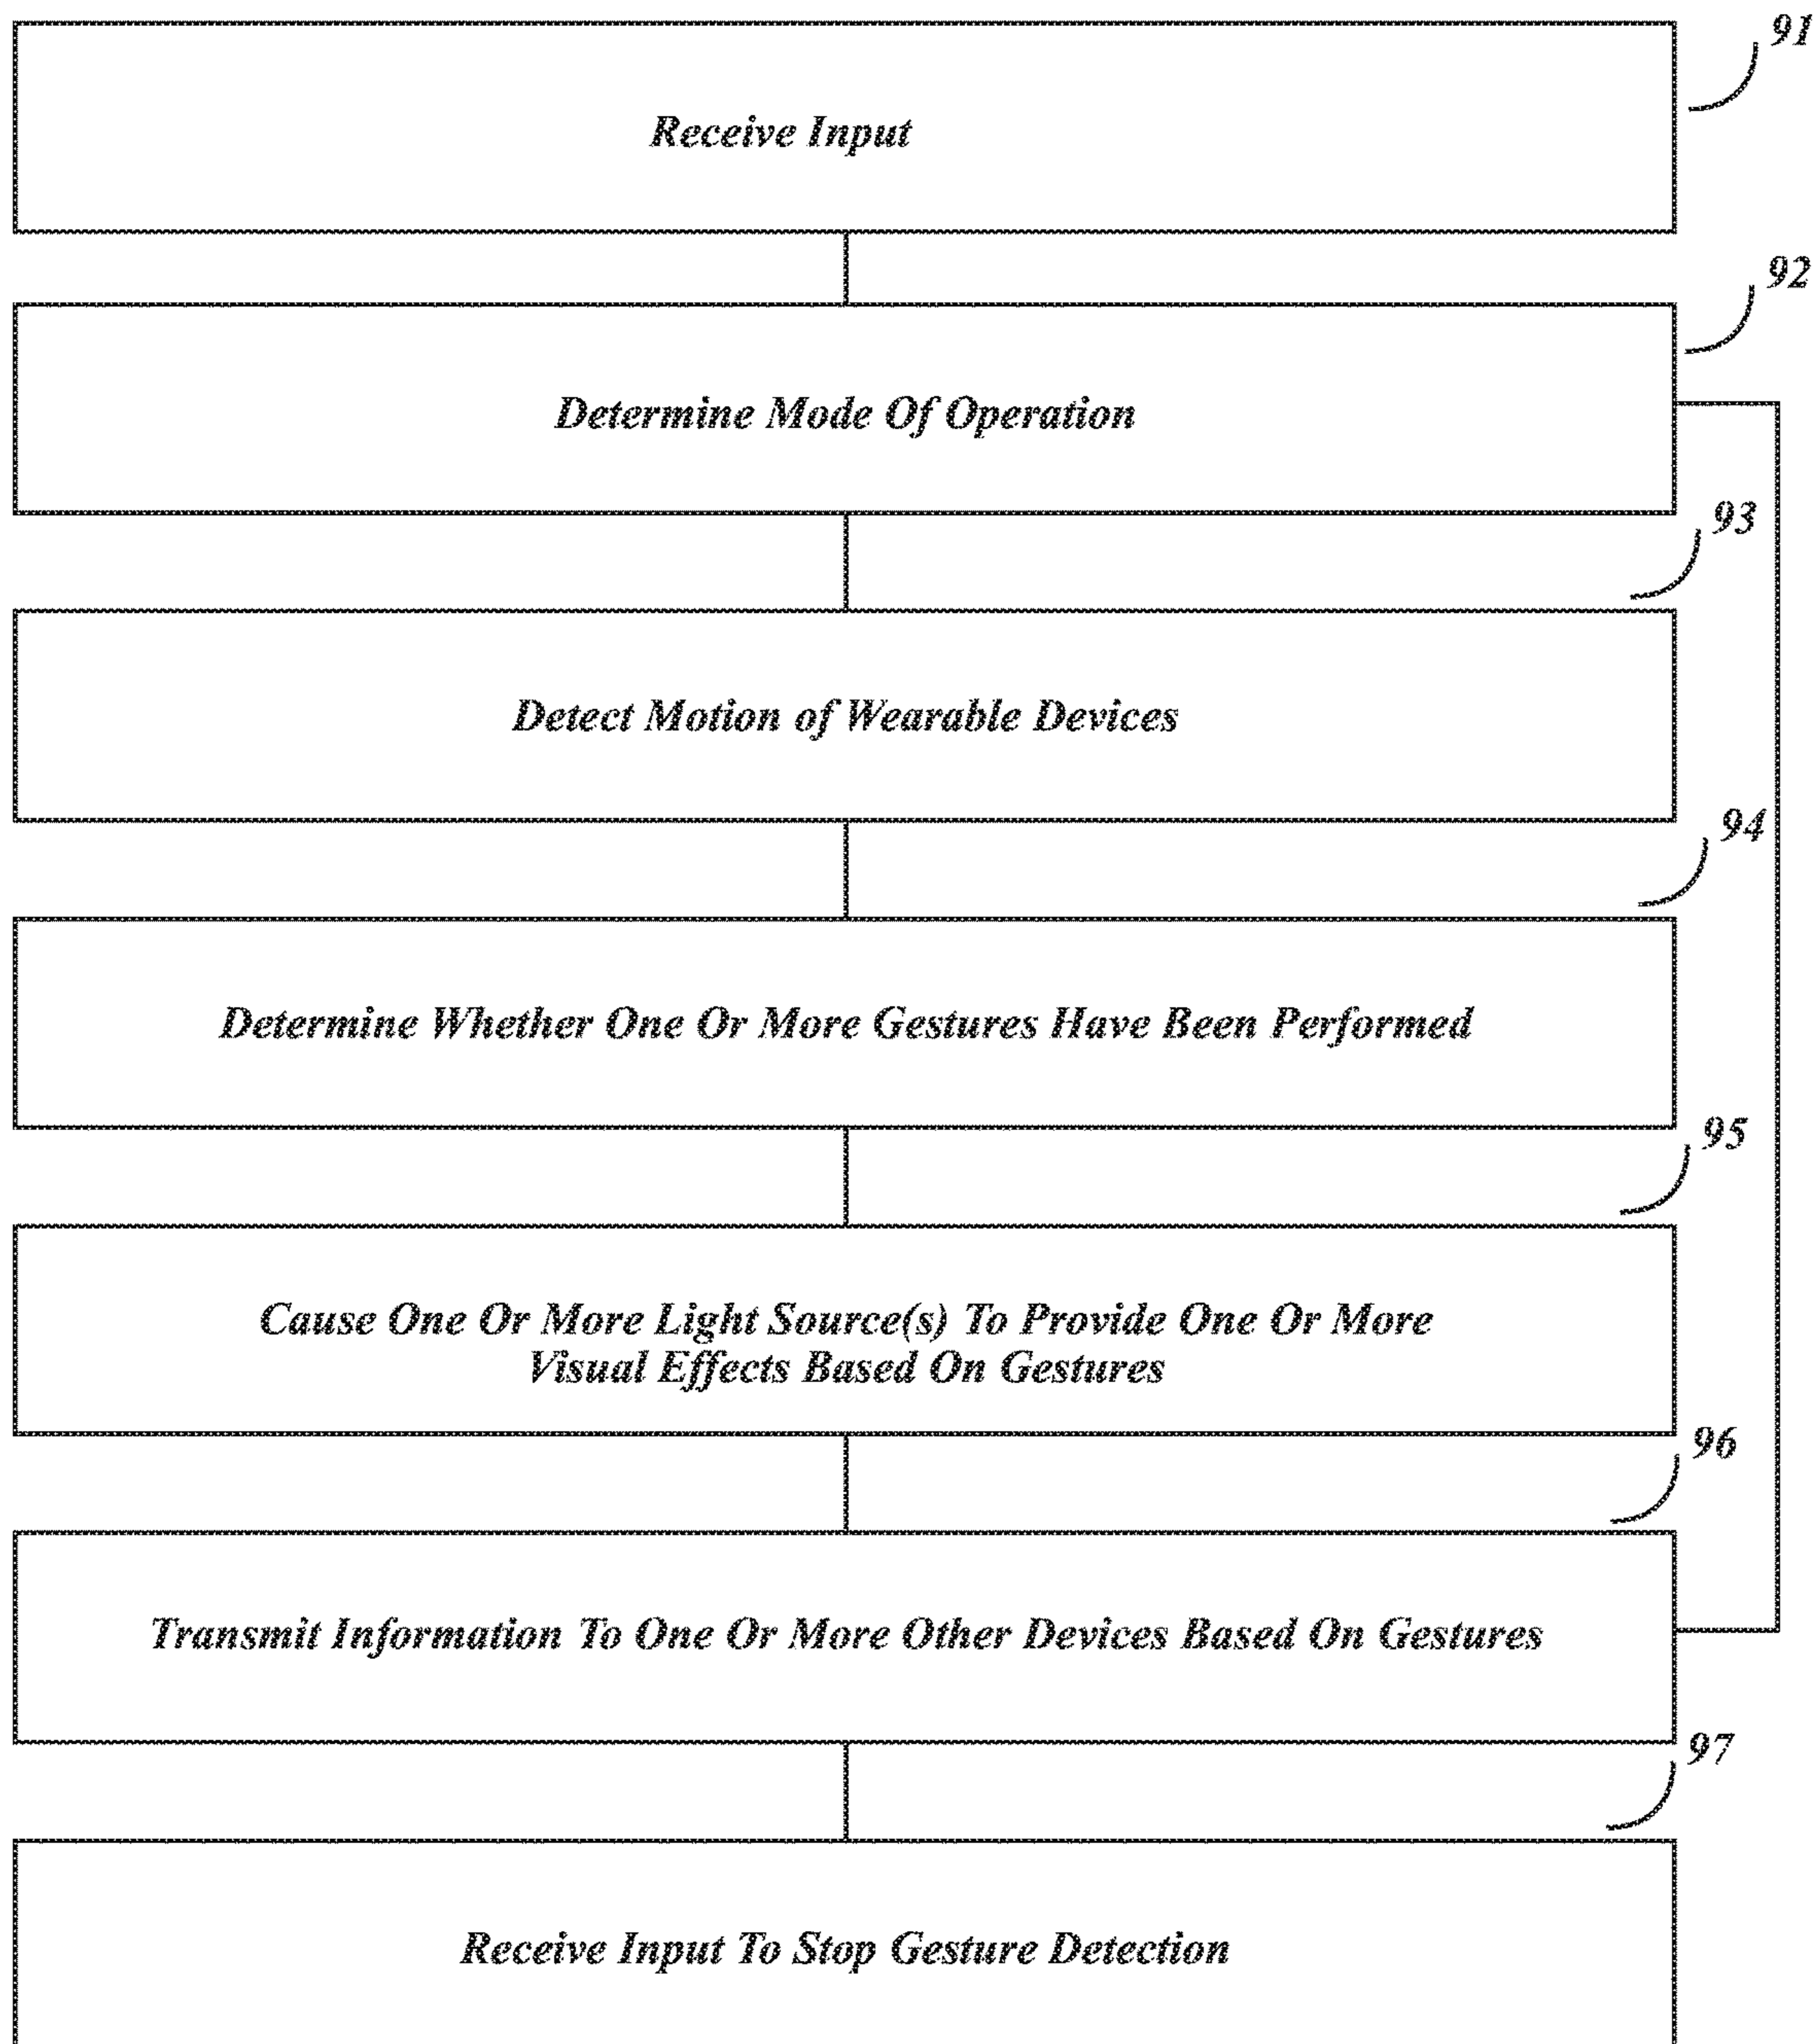 91
Receive Input
92
Determine Mode Of Operation
93
Detect Motion of Wearable Devices
94
Determine Whether One Or More Gestures Have Been Performed
95
Cause One Or More Light Source(s) To Provide One Or More
Visual Effects Based On Gestures
96
Transmit Information To One Or More Other Devices Based On Gestures
97
Receive Input To Stop Gesture Detection